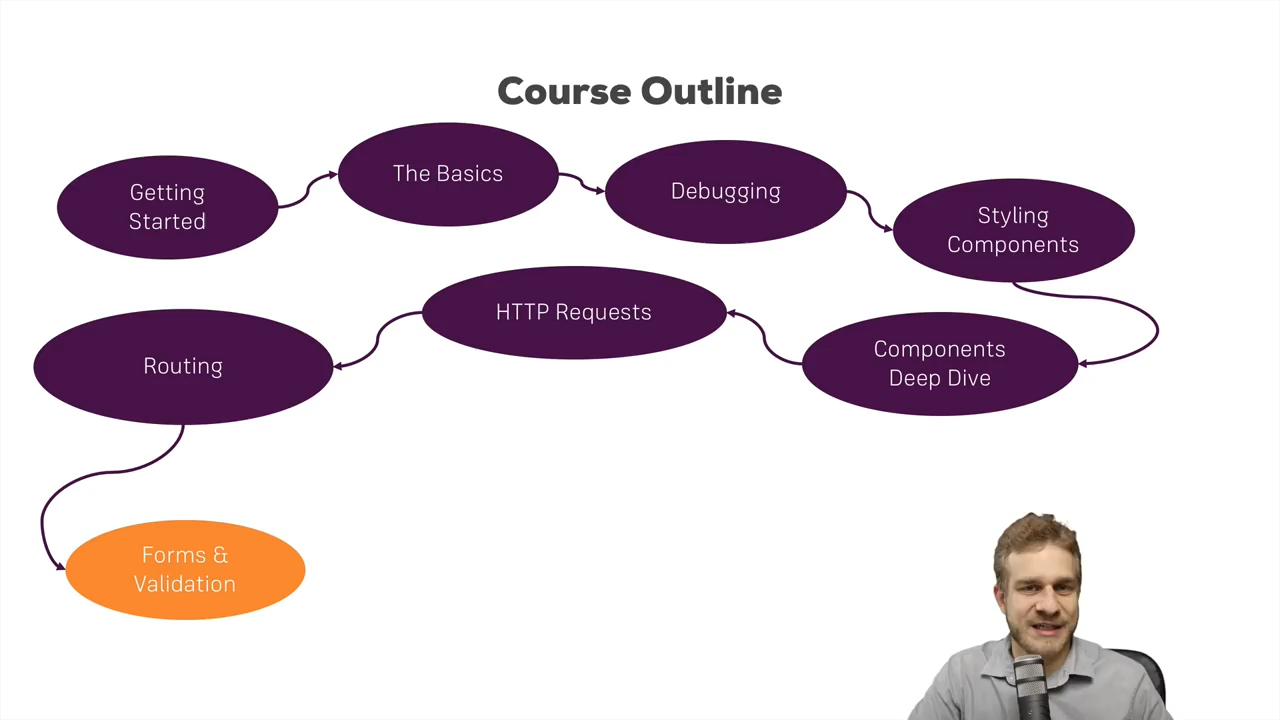 Course Outline
Getting
Started
The Basics
Debugging
Styling
Components
Components
Deep Dive
HTTP Requests
Routing
Forms &
Validation